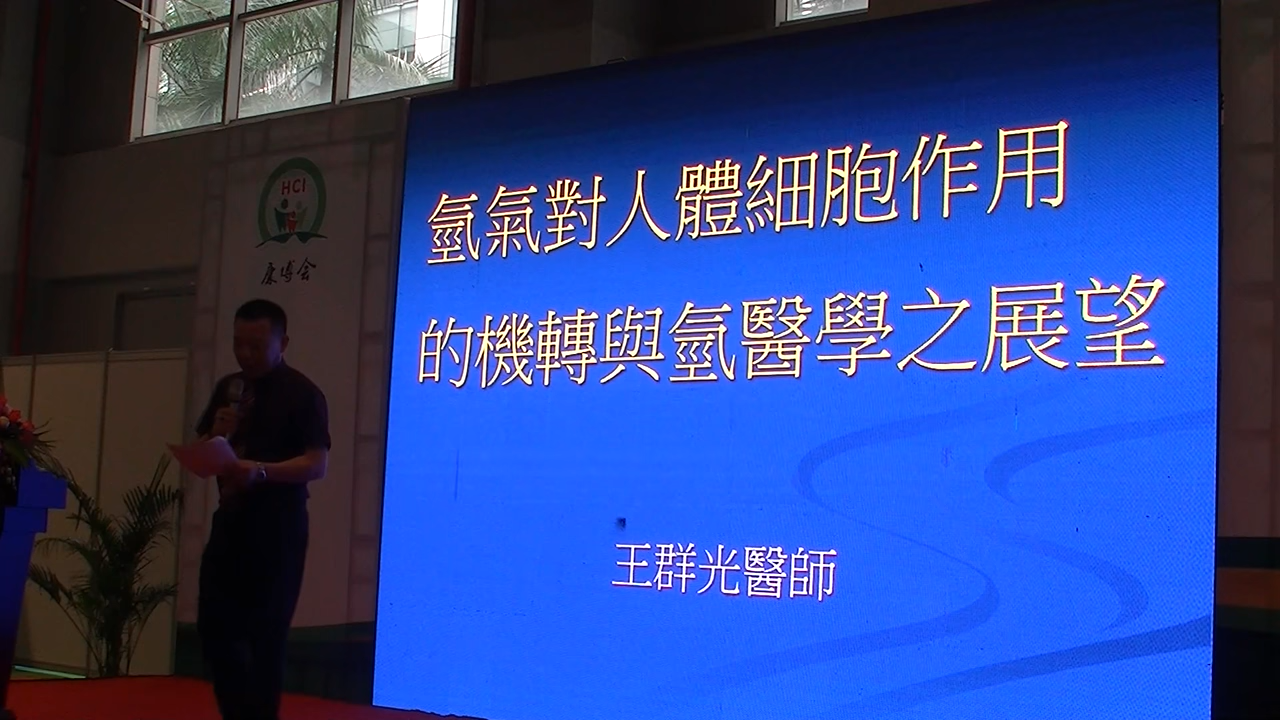 HCI
康博会
氫氣對人體細胞作用
的機轉與氫醫學之展望
王群光醫師